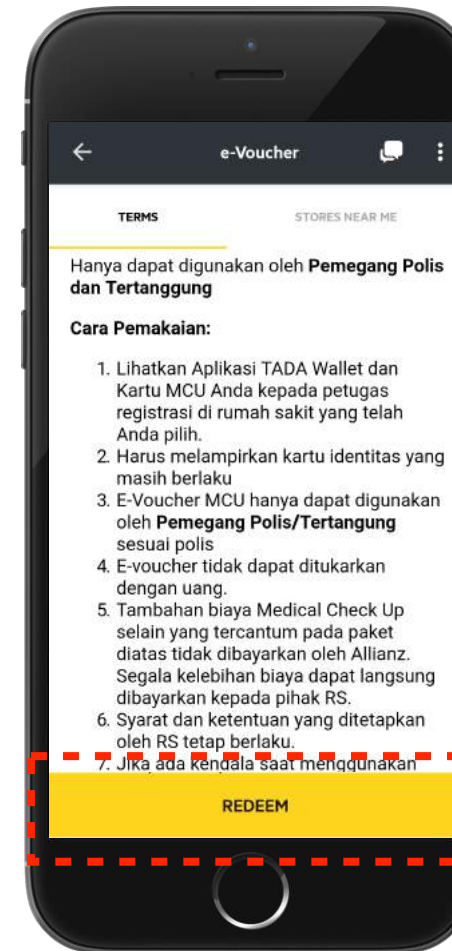 e-Voucher
TERMS
STORES NEAR ME
Hanya dapat digunakan oleh Pemegang Polis
dan Tertanggung
Cara Pemakaian:
1. Lihatkan Aplikasi TADA Wallet dan
Kartu MCU Anda kepada petugas
registrasi di rumah sakit yang telah
Anda pilih.
2. Harus melampirkan kartu identitas yang
masih berlaku
3. E-Voucher MCU hanya dapat digunakan
oleh Pemegang Polis/Tertangung
sesuai polis
4. E-voucher tidak dapat ditukarkan
dengan uang.
5. Tambahan biaya Medical Check Up
selain yang tercantum pada paket
diatas tidak dibayarkan oleh Allianz.
Segala kelebihan biaya dapat langsung
dibayarkan kepada pihak RS.
6. Syarat dan ketentuan yang ditetapkan
oleh RS tetap berlaku.
7. Jika ada kendala saat menggunakan
REDEEM